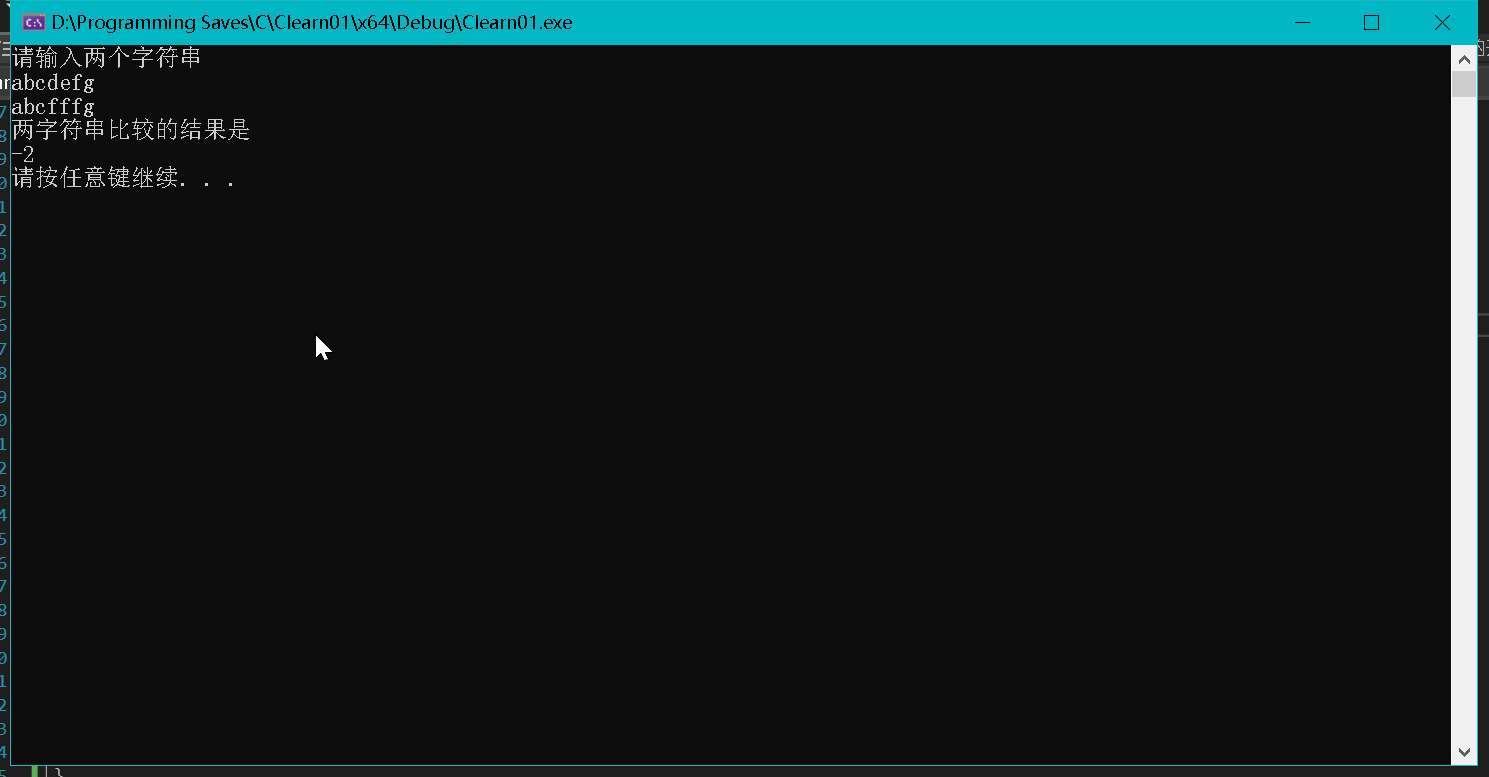 D:\Programming Saves\C\Clearn01\x64\Debug\Clearn01.exe
请输入两个字符串
abcdefg
abcfffg
两字符串比较的结果是
-2
请按任意键继续. . .